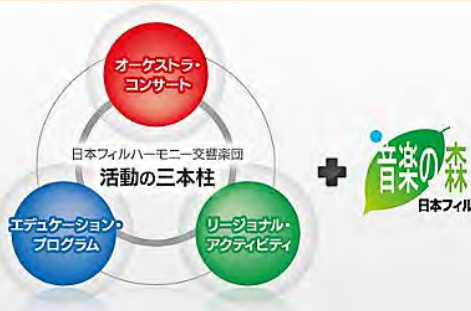 オーケストラ・
コンサート
日本フィルハーモニー交響楽団
活動の三本柱
エデュケーション・
プログラム
リージョナル・
アクティビティ
+
音楽の森
日本フィル